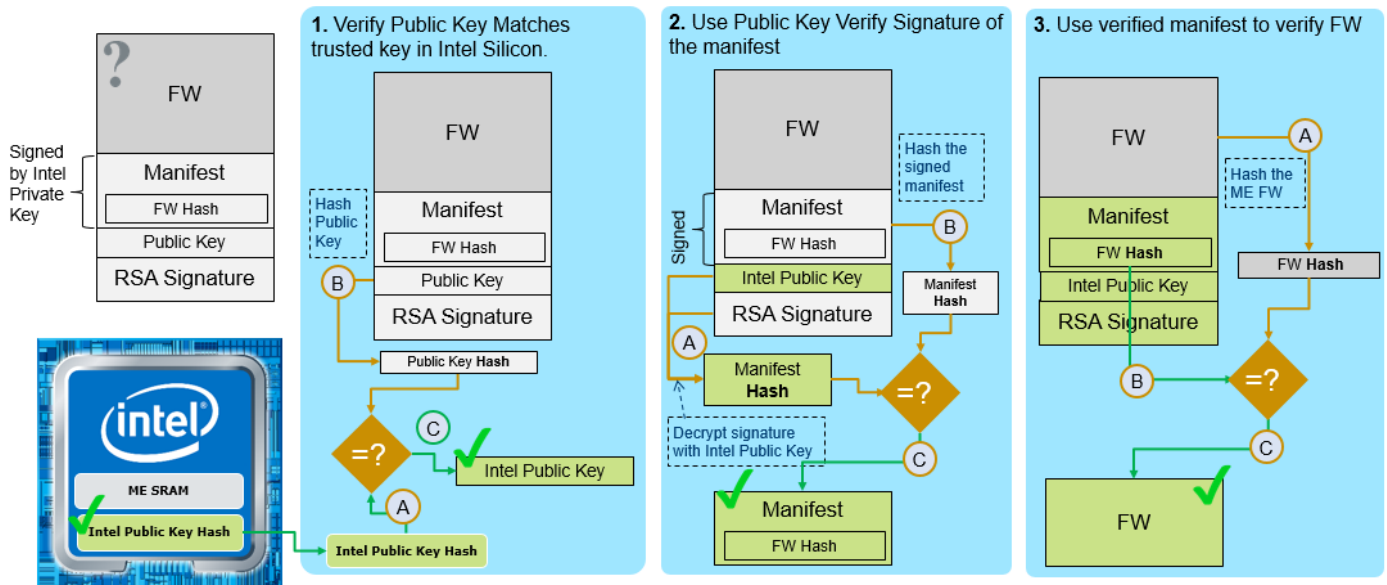 ?
FW
Signed
by Intel
Private
Key
Manifest
FW Hash
Public Key
RSA Signature
intel®
ME SRAM
Intel Public Key Hash
1. Verify Public Key Matches
trusted key in Intel Silicon.
FW
Hash
Public
Key
Manifest
FW Hash
B
Public Key
RSA Signature
Public Key Hash
=?
C
Intel Public Key
A
Intel Public Key Hash
2. Use Public Key Verify Signature of
the manifest
FW
Hash the
signed
manifest
Signed
Manifest
FW Hash
B
Intel Public Key
RSA Signature
Manifest
Hash
A
Manifest
Hash
=?
Decrypt signature
with Intel Public Key
C
Manifest
FW Hash
3. Use verified manifest to verify FW
FW
A
Hash the
ME FW
Manifest
FW Hash
FW Hash
Intel Public Key
RSA Signature
B
=?
C
FW